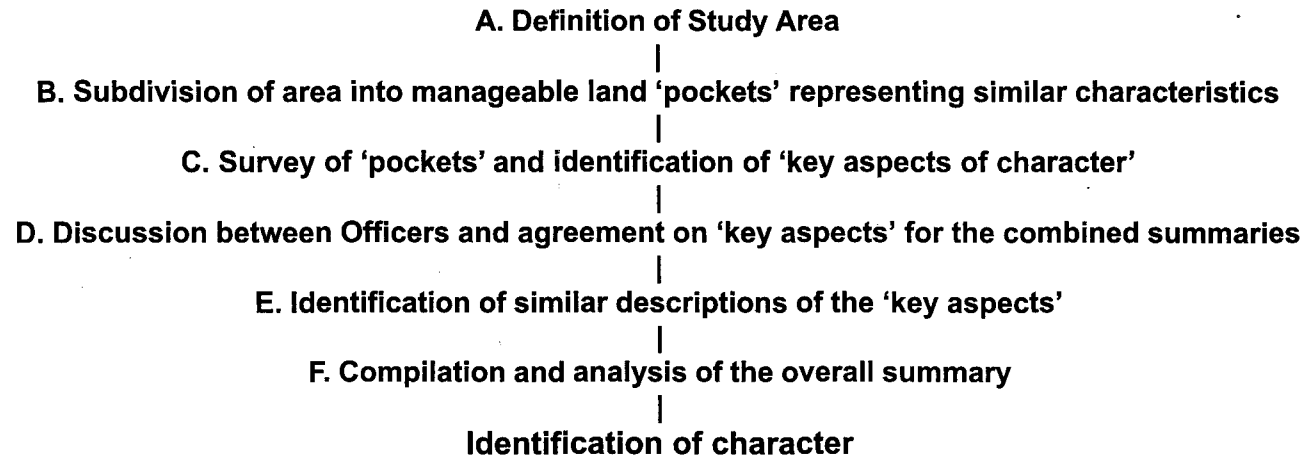 A. Definition of Study Area
B. Subdivision of area into manageable land ‘pockets’ representing similar characteristics
C. Survey of ‘pockets’ and identification of ‘key aspects of character’
D. Discussion between Officers and agreement on ‘key aspects’ for the combined summaries
E. Identification of similar descriptions of the ‘key aspects’
F. Compilation and analysis of the overall summary
Identification of character